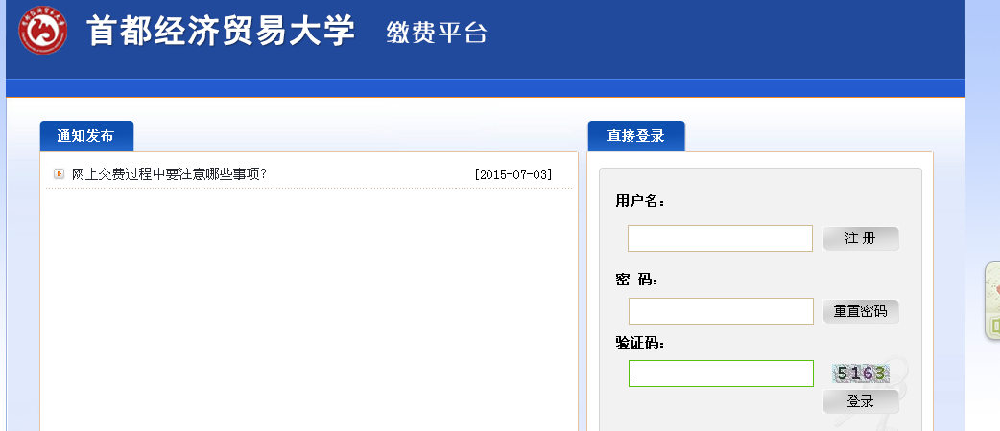 首都经济贸易大学 缴费平台
通知发布
网上交费过程中要注意哪些事项? [2015-07-03]
直接登录
用户名:
注 册
密 码:
重置密码
验证码:
5163
登录